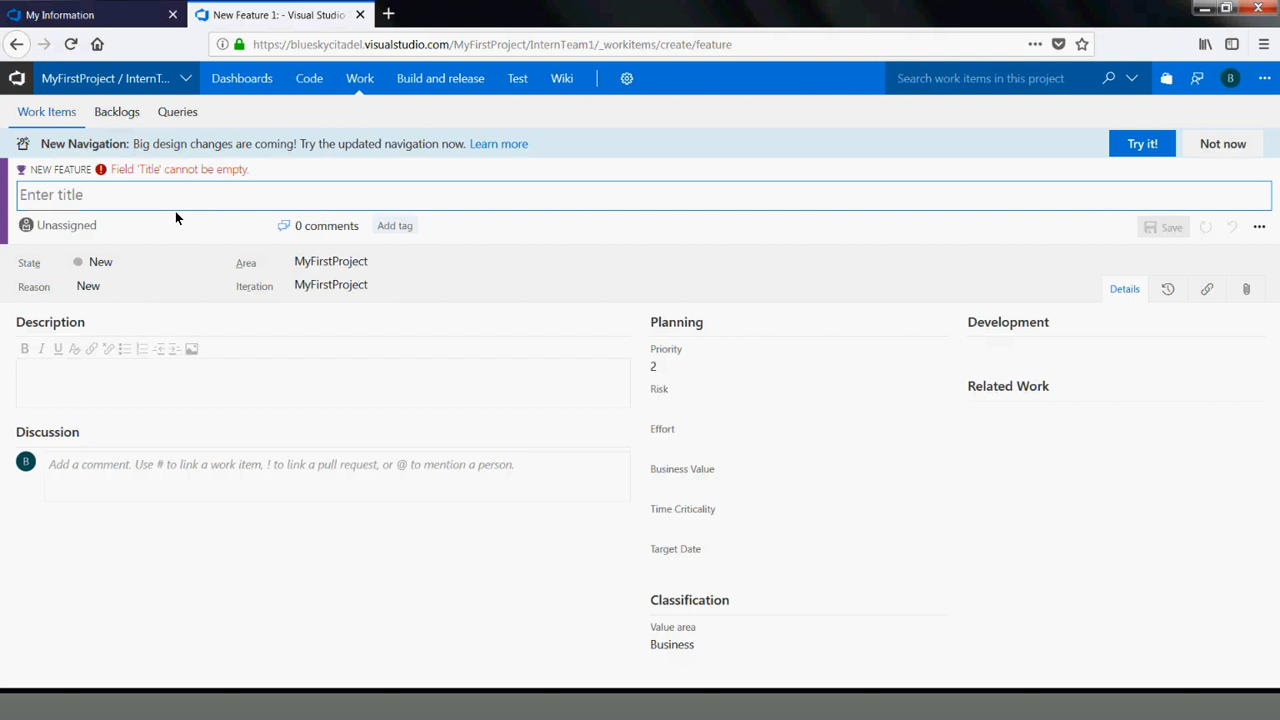 My Information
New Feature 1: - Visual Studio
https://blueskycitadel.visualstudio.com/MyFirstProject/InternTeam1/_workitems/create/feature
MyFirstProject / InternT... Dashboards Code Work Build and release Test Wiki Search work items in this project B
Work Items Backlogs Queries
New Navigation: Big design changes are coming! Try the updated navigation now. Learn more Try it! Not now
NEW FEATURE Field 'Title' cannot be empty.
Enter title
Unassigned 0 comments Add tag Save
State New Area MyFirstProject
Reason New Iteration MyFirstProject
Details
Description Planning Development
B I U
Priority
2
Risk
Related Work
Effort
Discussion
B Add a comment. Use # to link a work item, ! to link a pull request, or @ to mention a person.
Business Value
Time Criticality
Target Date
Classification
Value area
Business